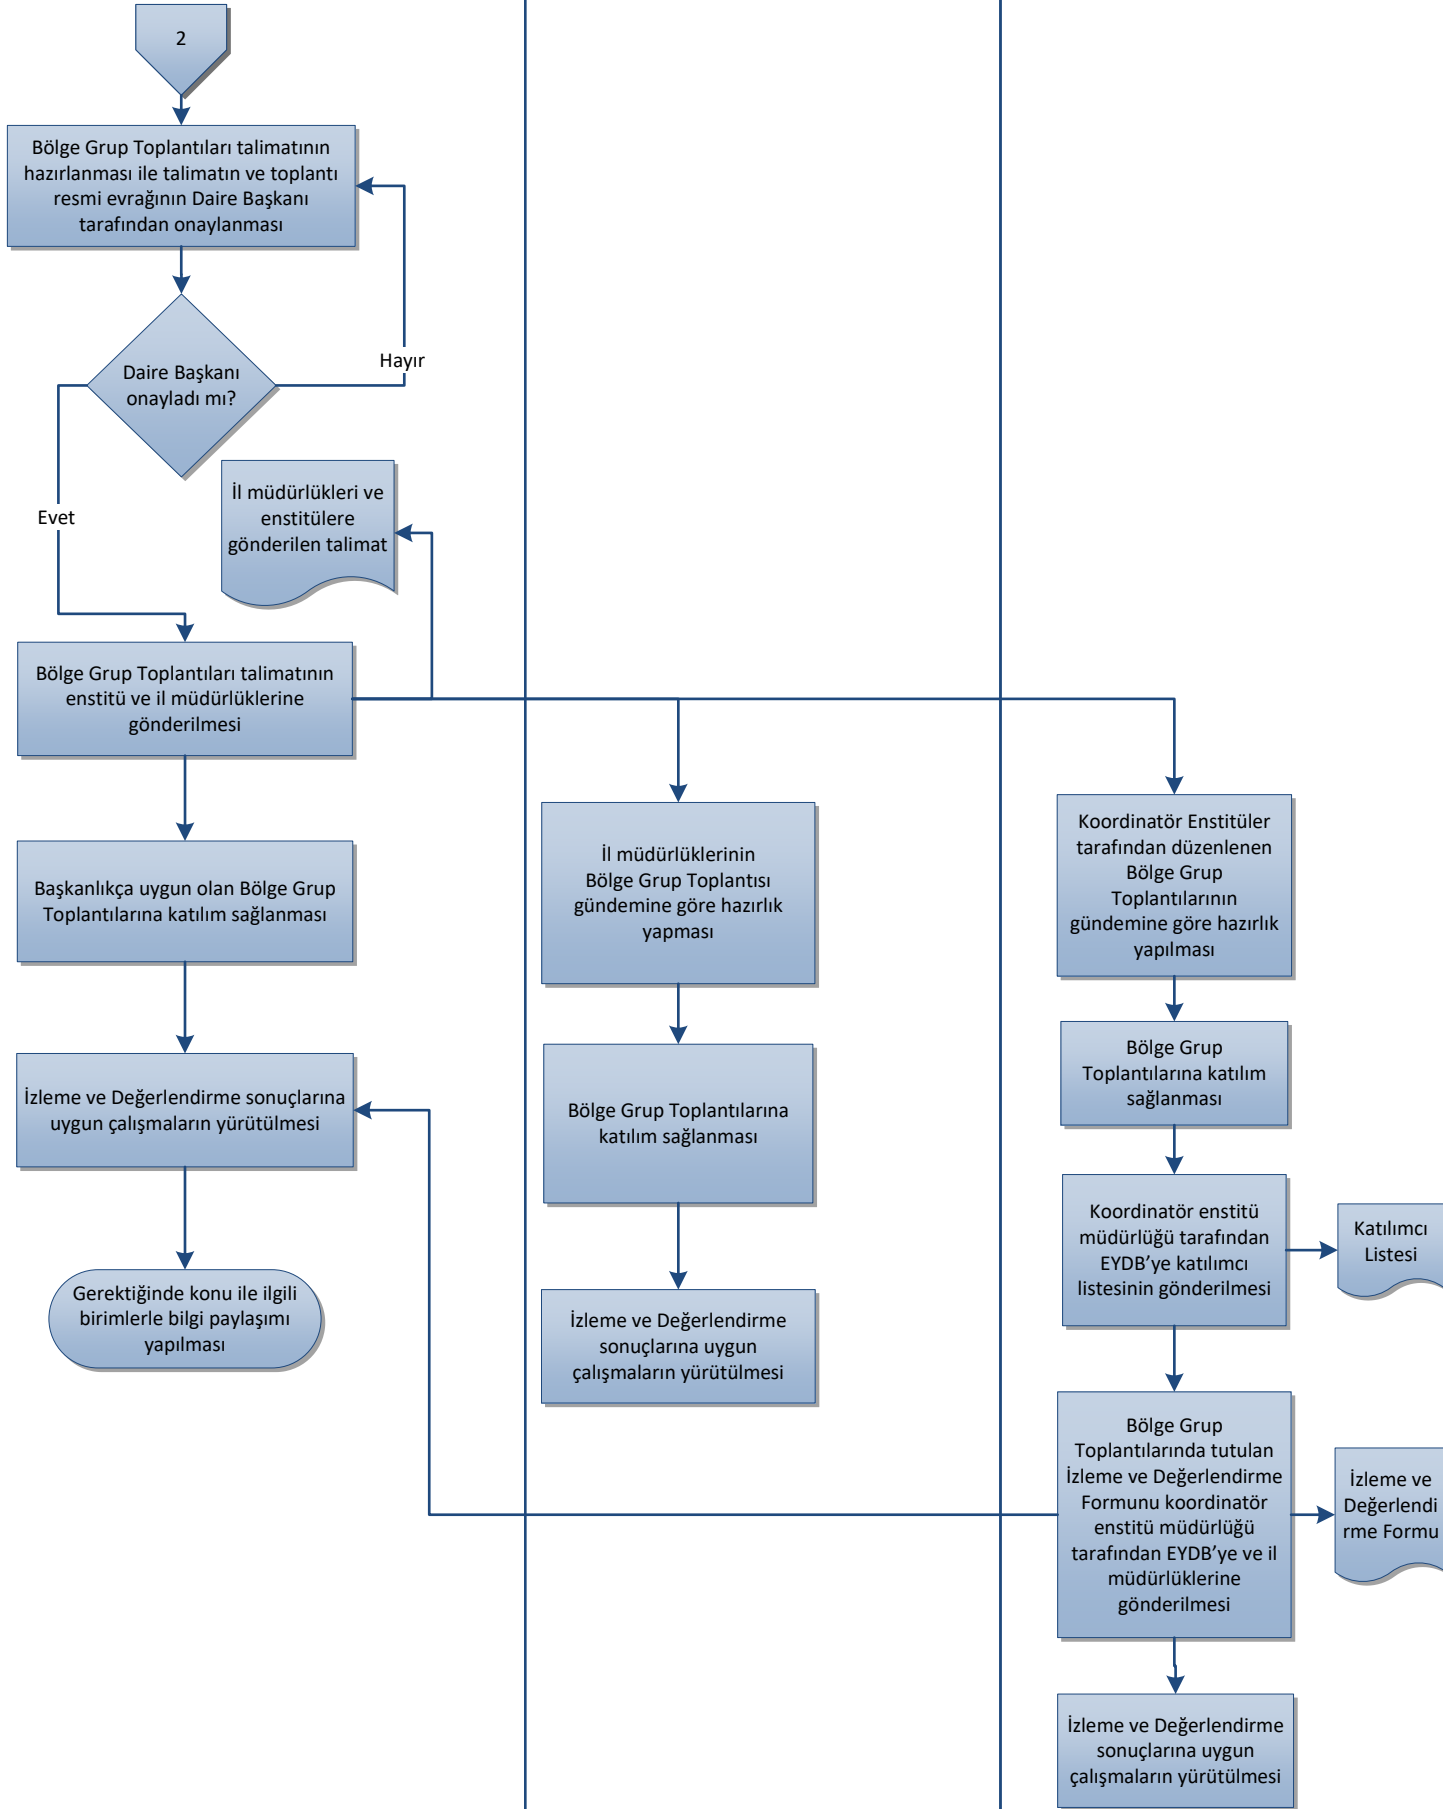 2
Bölge Grup Toplantıları talimatının
hazırlanması ile talimatın ve toplantı
resmi evrağının Daire Başkanı
tarafından onaylanması
Hayır
Daire Başkanı
onayladı mı?
Evet
İl müdürlükleri ve
enstitülere
gönderilen talimat
Bölge Grup Toplantıları talimatının
enstitü ve il müdürlüklerine
gönderilmesi
Başkanlıkça uygun olan Bölge Grup
Toplantılarına katılım sağlanması
İzleme ve Değerlendirme sonuçlarına
uygun çalışmaların yürütülmesi
Gerektiğinde konu ile ilgili
birimlerle bilgi paylaşımı
yapılması
İl müdürlüklerinin
Bölge Grup Toplantısı
gündemine göre hazırlık
yapması
Bölge Grup Toplantılarına
katılım sağlanması
İzleme ve Değerlendirme
sonuçlarına uygun
çalışmaların yürütülmesi
Koordinatör Enstitüler
tarafından düzenlenen
Bölge Grup
Toplantılarının
gündemine göre hazırlık
yapılması
Bölge Grup
Toplantılarına katılım
sağlanması
Koordinatör enstitü
müdürlüğü tarafından
EYDB’ye katılımcı
listesinin gönderilmesi
Katılımcı
Listesi
Bölge Grup
Toplantılarında tutulan
İzleme ve Değerlendirme
Formunu koordinatör
enstitü müdürlüğü
tarafından EYDB’ye ve il
müdürlüklerine
gönderilmesi
İzleme ve
Değerlendi
rme Formu
İzleme ve Değerlendirme
sonuçlarına uygun
çalışmaların yürütülmesi